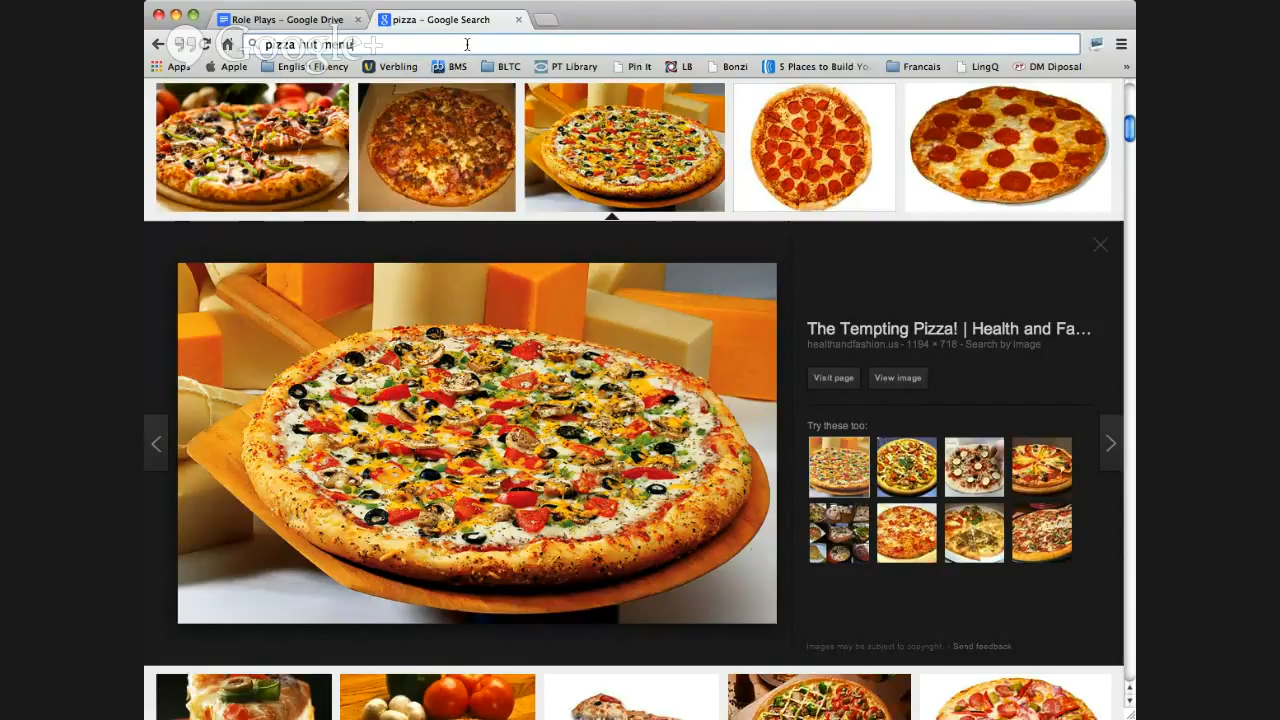 Role Plays – Google Drive
pizza – Google Search
pizza hut menu
Google+
Apps
Apple
English Fluency
Verbling
BMS
BLTC
PT Library
Pin It
LB
Bonzi
5 Places to Build Yo
Francais
LingQ
DM Diposal
»
The Tempting Pizza! | Health and Fa...
healthandfashion.us - 1194 × 718 - Search by image
Visit page
View image
Try these too:
Images may be subject to copyright. - Send feedback